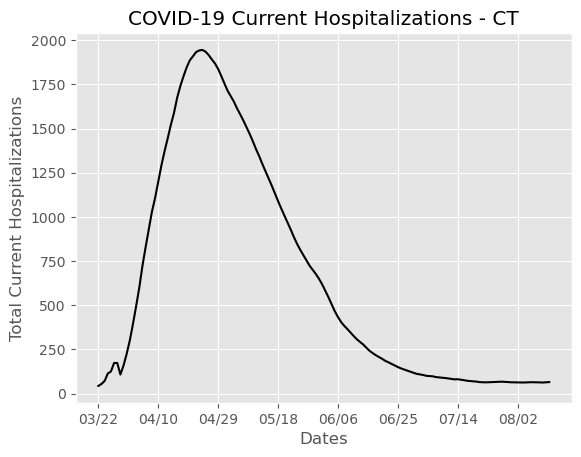 COVID-19 Current Hospitalizations - CT
2000
1750
1500
1250
1000
750
500
250
0
Total Current Hospitalizations
03/22 04/10 04/29 05/18 06/06 06/25 07/14 08/02
Dates